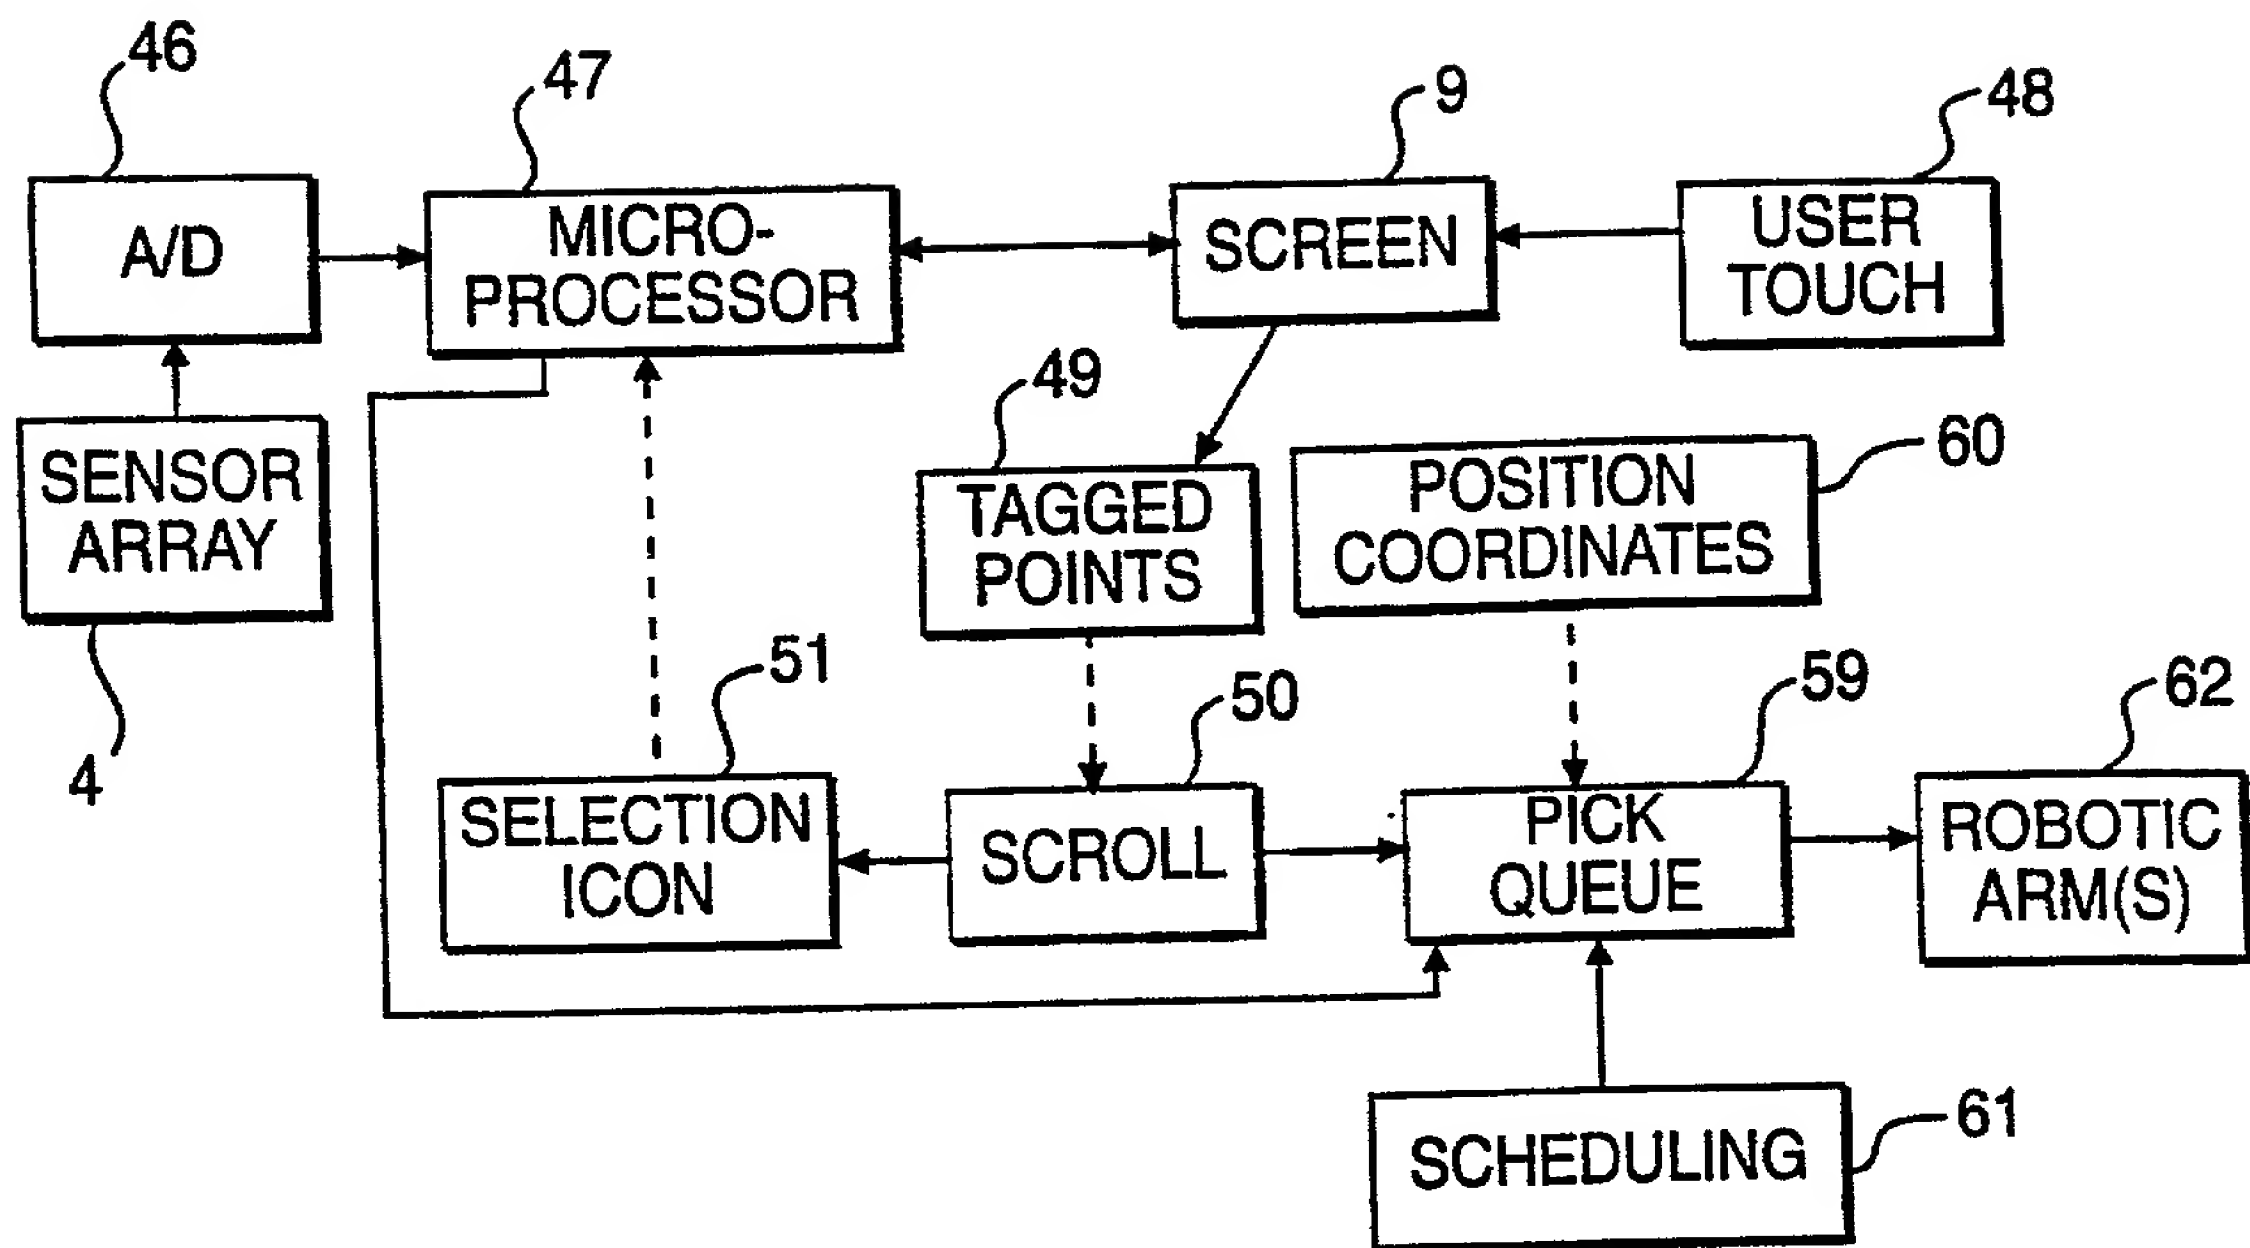 46
47
9
48
A/D
MICRO-
PROCESSOR
SCREEN
USER
TOUCH
49
60
SENSOR
ARRAY
TAGGED
POINTS
POSITION
COORDINATES
4
51
50
59
62
SELECTION
ICON
SCROLL
PICK
QUEUE
ROBOTIC
ARM(S)
61
SCHEDULING